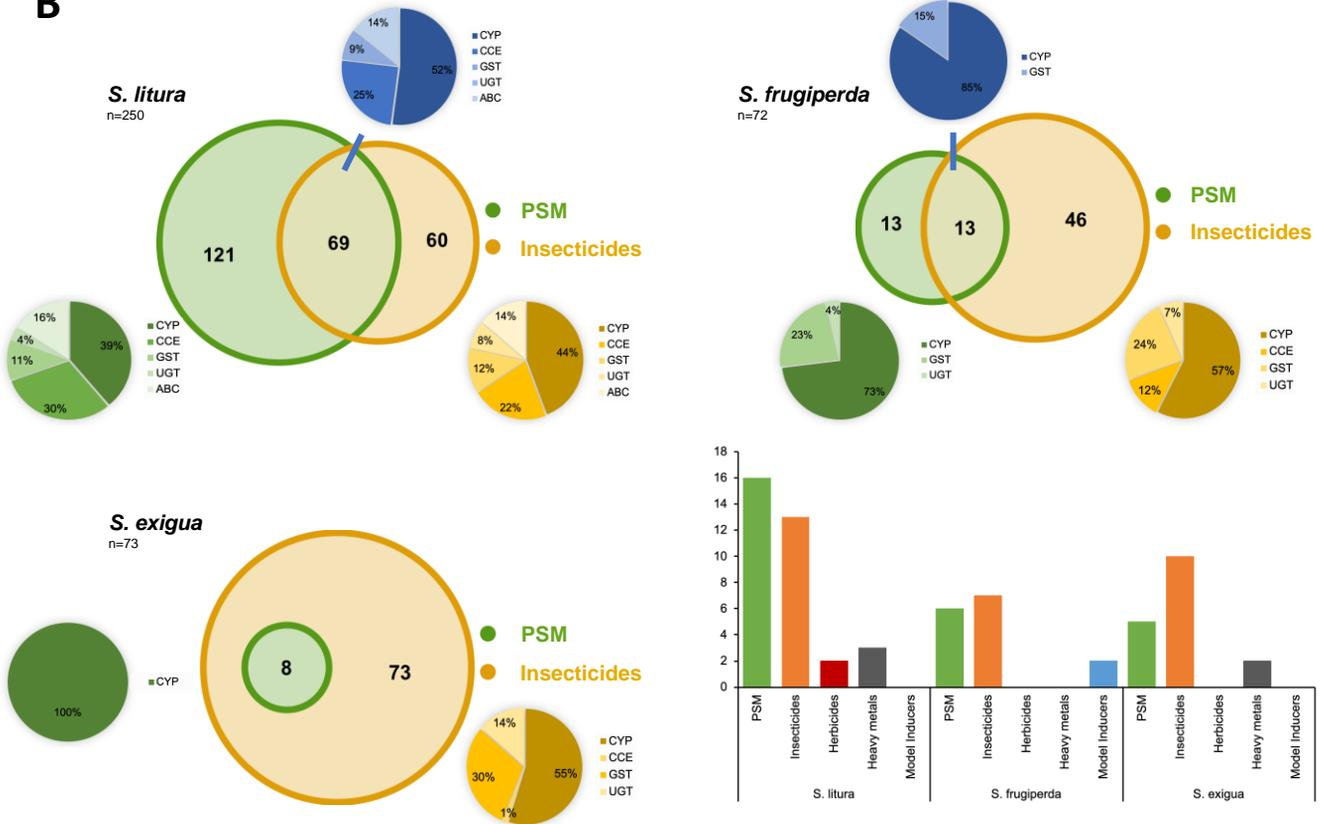 B
S. litura
n=250
14%
9%
25%
52%
CYP
CCE
GST
UGT
ABC
121
69
60
PSM
Insecticides
16%
4%
11%
30%
39%
CYP
CCE
GST
UGT
ABC
14%
8%
12%
22%
44%
CYP
CCE
GST
UGT
ABC
S. frugiperda
n=72
15%
85%
CYP
GST
13
13
46
PSM
Insecticides
4%
23%
73%
CYP
GST
UGT
7%
24%
12%
57%
CYP
CCE
GST
UGT
S. exigua
n=73
8
73
PSM
Insecticides
100%
CYP
14%
30%
1%
55%
CYP
CCE
GST
UGT
18
16
14
12
10
8
6
4
2
0
PSM
Insecticides
Herbicides
Heavy metals
Model Inducers
PSM
Insecticides
Herbicides
Heavy metals
Model Inducers
PSM
Insecticides
Herbicides
Heavy metals
Model Inducers
S. litura
S. frugiperda
S. exigua